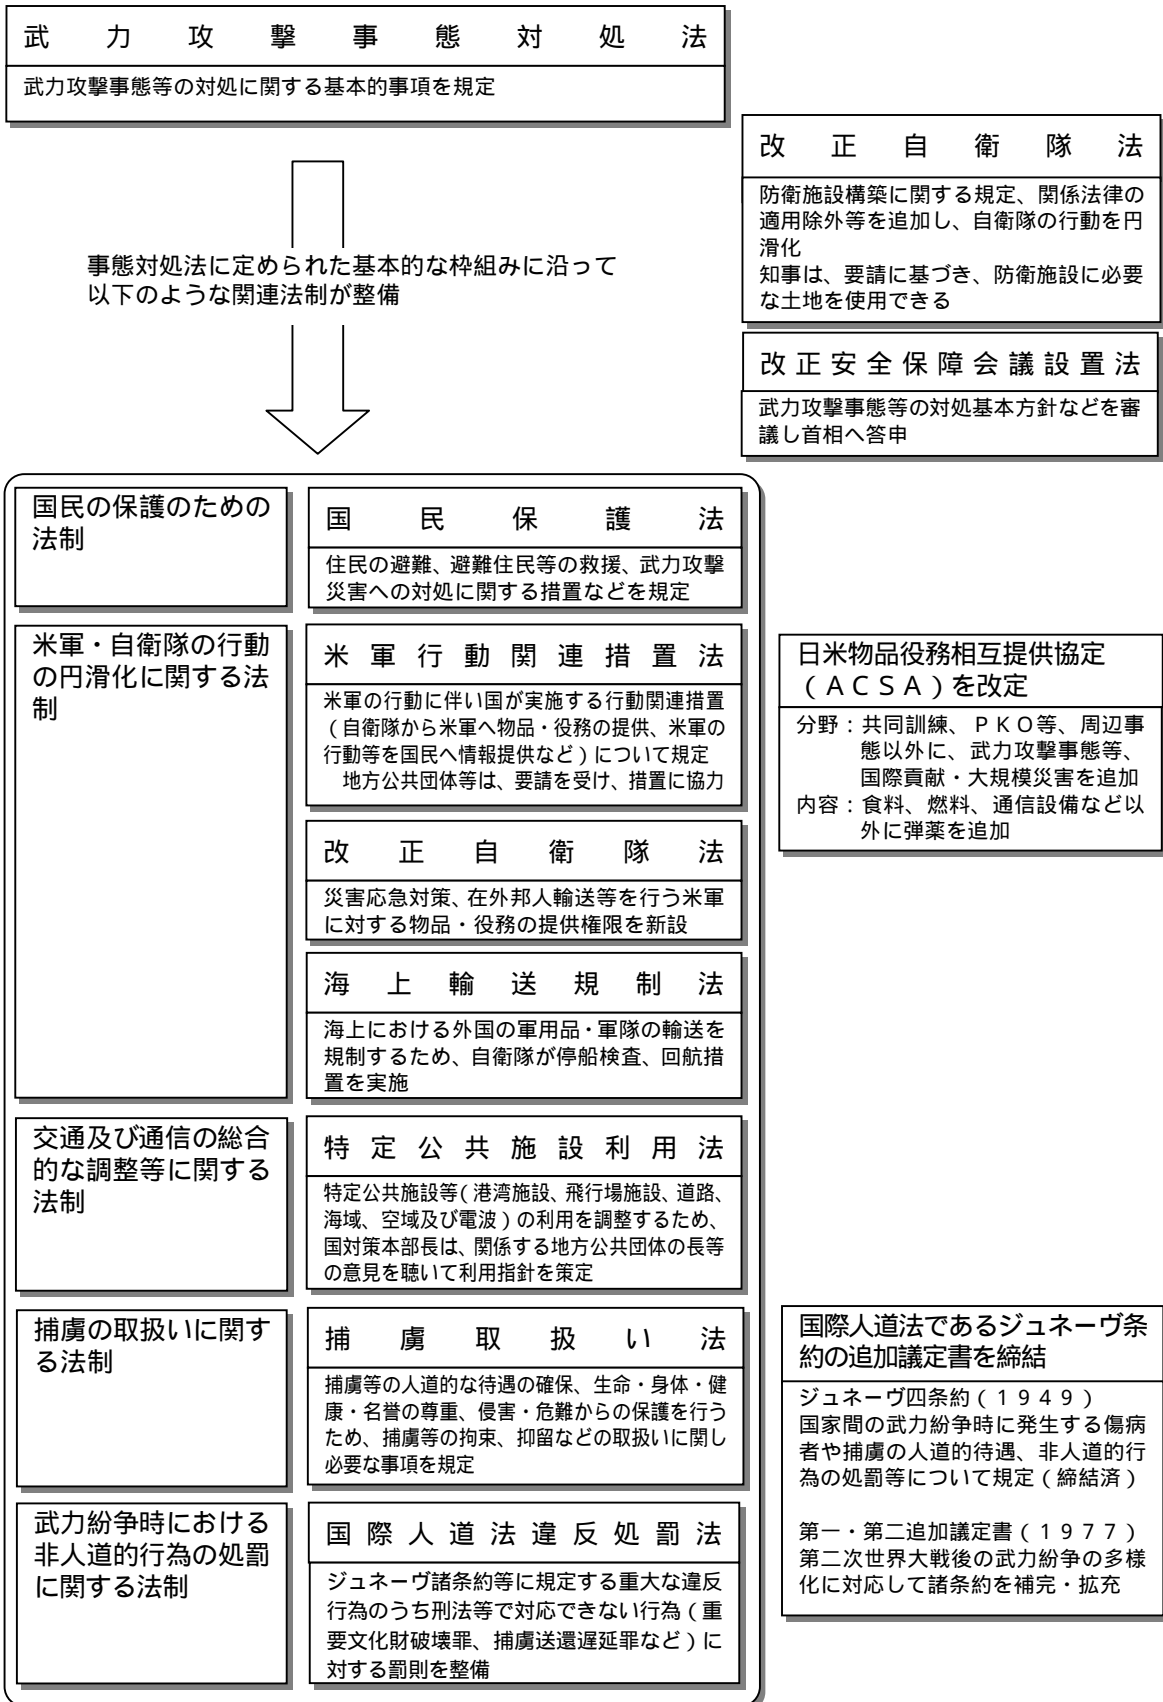 武力攻撃事態対処法
武力攻撃事態等の対処に関する基本的事項を規定
改正自衛隊法
防衛施設構築に関する規定、関係法律の
適用除外等を追加し、自衛隊の行動を円
滑化
知事は、要請に基づき、防衛施設に必要
な土地を使用できる
事態対処法に定められた基本的な枠組みに沿って
以下のような関連法制が整備
改正安全保障会議設置法
武力攻撃事態等の対処基本方針などを審
議し首相へ答申
国民の保護のための
法制
国民保護法
住民の避難、避難住民等の救援、武力攻撃
災害への対処に関する措置などを規定
米軍・自衛隊の行動
の円滑化に関する法
制
米軍行動関連措置法
米軍の行動に伴い国が実施する行動関連措置
(自衛隊から米軍へ物品・役務の提供、米軍の
行動等を国民へ情報提供など)について規定
地方公共団体等は、要請を受け、措置に協力
日米物品役務相互提供協定
(ACSA)を改定
分野:共同訓練、PKO等、周辺事
態以外に、武力攻撃事態等、
国際貢献・大規模災害を追加
内容:食料、燃料、通信設備など以
外に弾薬を追加
改正自衛隊法
災害応急対策、在外邦人輸送等を行う米軍
に対する物品・役務の提供権限を新設
海上輸送規制法
海上における外国の軍用品・軍隊の輸送を
規制するため、自衛隊が停船検査、回航措
置を実施
交通及び通信の総合
的な調整等に関する
法制
特定公共施設利用法
特定公共施設等(港湾施設、飛行場施設、道路、
海域、空域及び電波)の利用を調整するため、
国対策本部長は、関係する地方公共団体の長等
の意見を聴いて利用指針を策定
捕虜の取扱いに関す
る法制
捕虜取扱い法
捕虜等の人道的な待遇の確保、生命・身体・健
康・名誉の尊重、侵害・危難からの保護を行う
ため、捕虜等の拘束、抑留などの取扱いに関し
必要な事項を規定
国際人道法であるジュネーヴ条
約の追加議定書を締結
ジュネーヴ四条約(1949)
国家間の武力紛争時に発生する傷病
者や捕虜の人道的待遇、非人道的行
為の処罰等について規定(締結済)
第一・第二追加議定書(1977)
第二次世界大戦後の武力紛争の多様
化に対応して諸条約を補完・拡充
武力紛争時における
非人道的行為の処罰
に関する法制
国際人道法違反処罰法
ジュネーヴ諸条約等に規定する重大な違反
行為のうち刑法等で対応できない行為(重
要文化財破壊罪、捕虜送還遅延罪など)に
対する罰則を整備